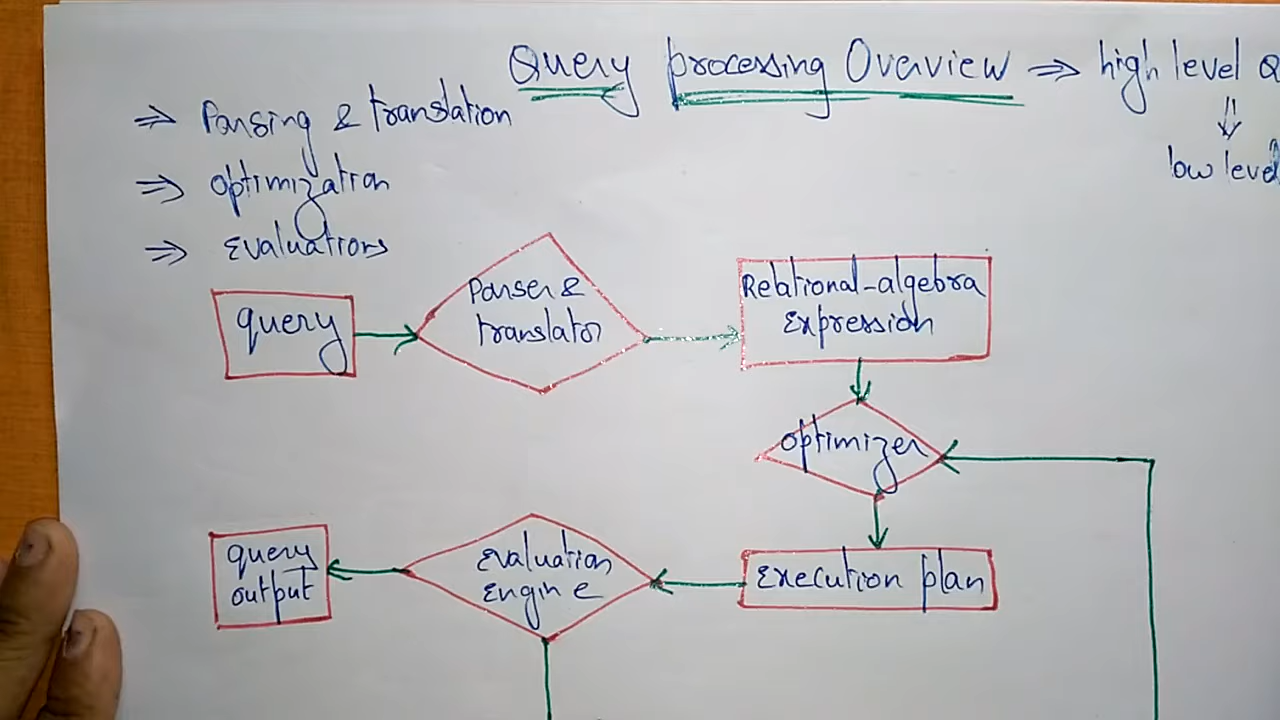 Query processing Overview ⇒ high level Q
⇓
low level
⇒ Parsing & translation
⇒ optimization
⇒ Evaluations
query
Parser &
translator
Relational-algebra
Expression
optimizer
Execution plan
Evaluation
Engine
query
output